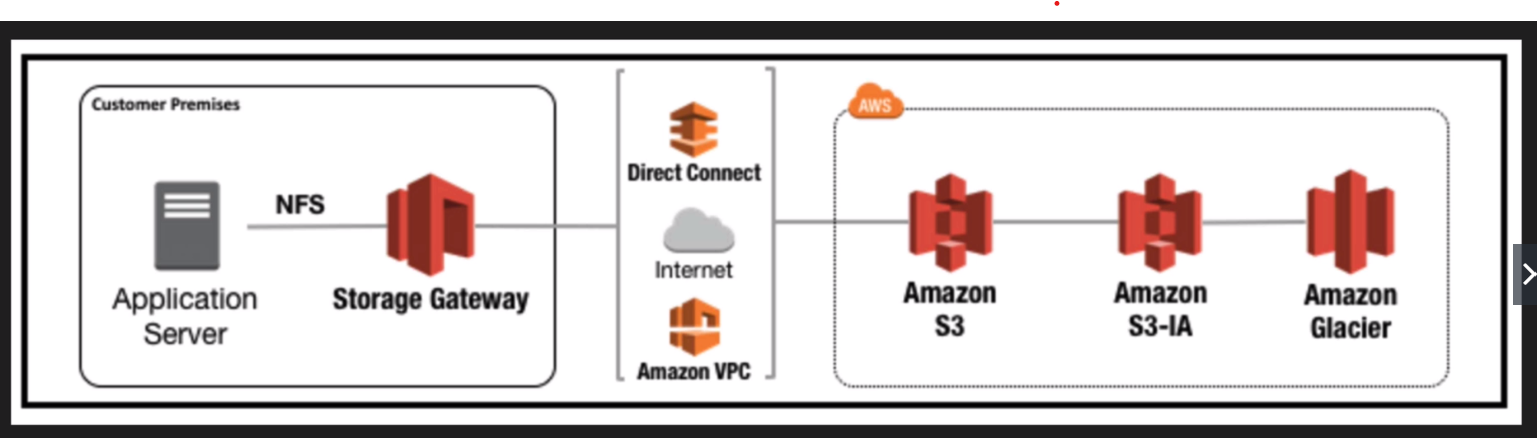 Customer Premises
NFS
Application
Server
Storage Gateway
Direct Connect
Internet
Amazon VPC
AWS
Amazon
S3
Amazon
S3-IA
Amazon
Glacier